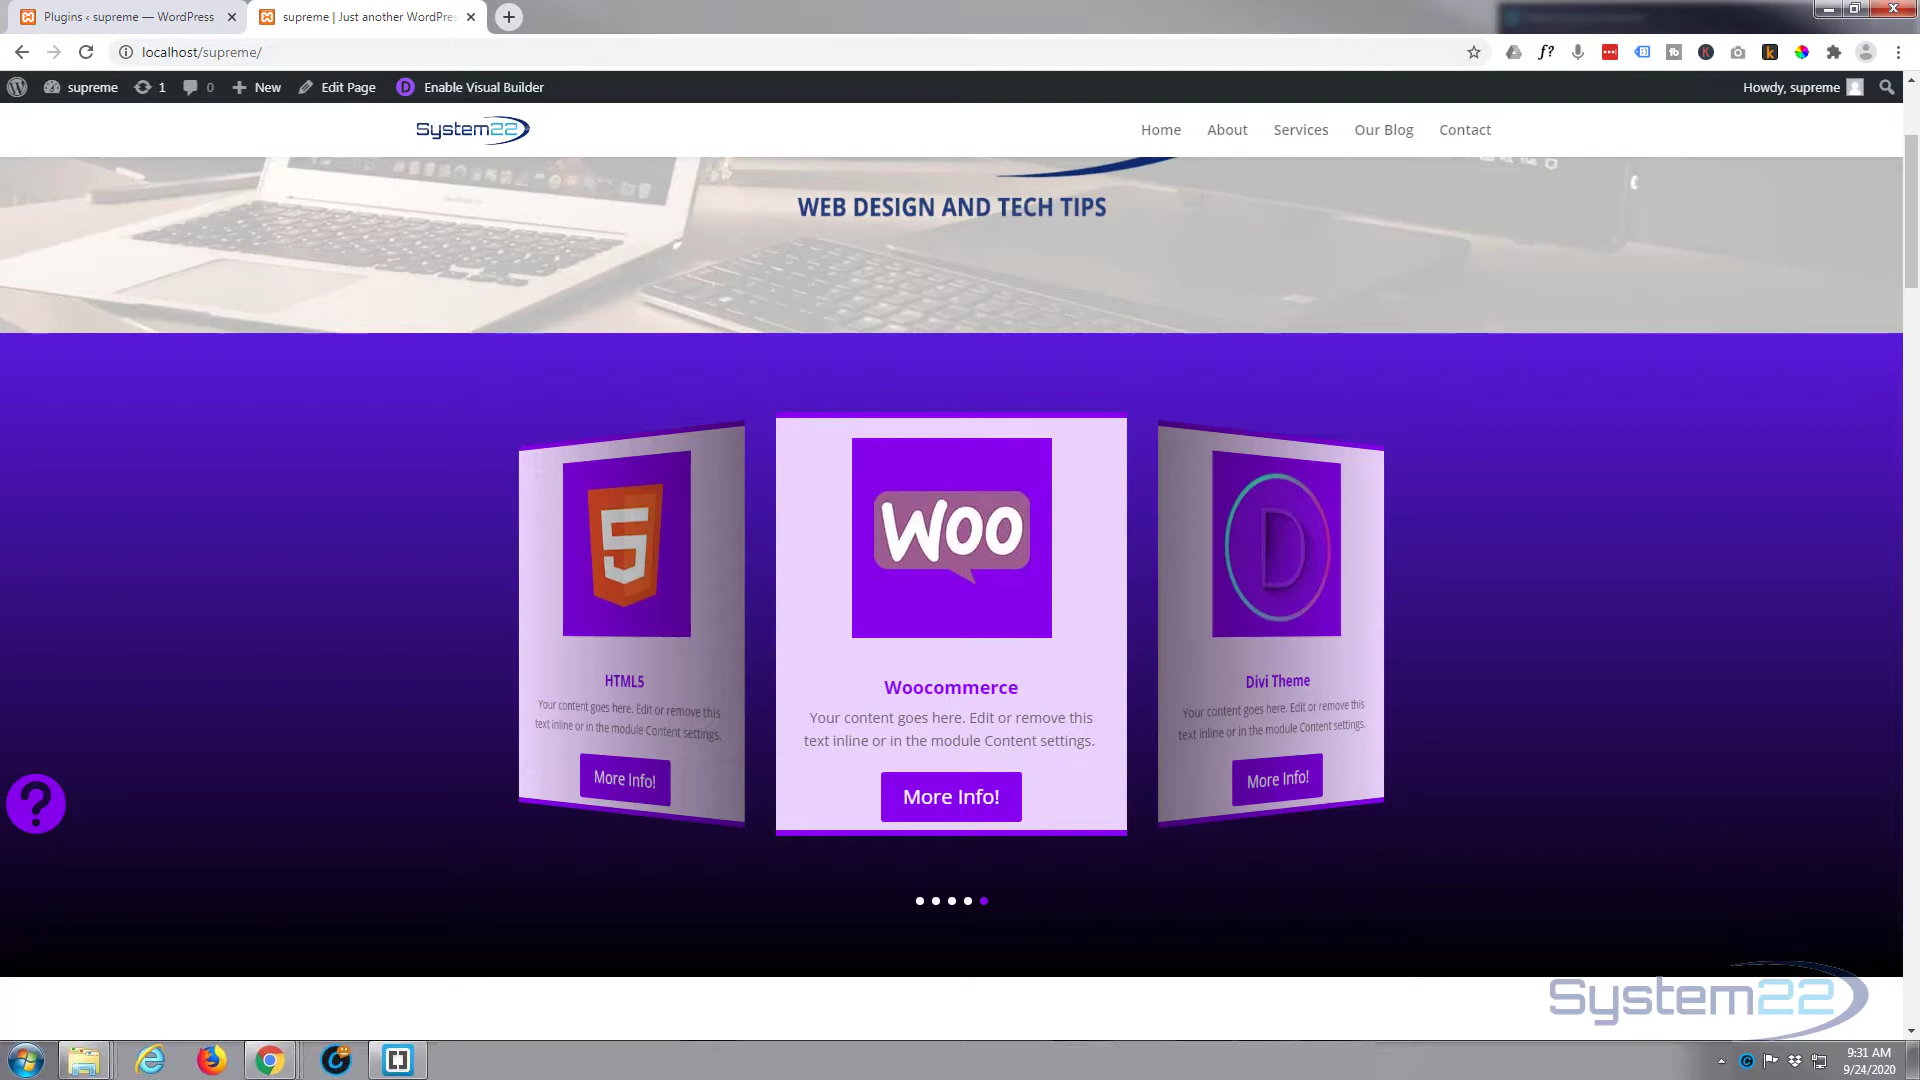 Plugins ‹ supreme — WordPress
supreme | Just another WordPres
localhost/supreme/
f?
supreme
1
0
New
Edit Page
D
Enable Visual Builder
Howdy, supreme
System22
Home
About
Services
Our Blog
Contact
WEB DESIGN AND TECH TIPS
5
HTML5
Your content goes here. Edit or remove this
text inline or in the module Content settings.
More Info!
WOO
Woocommerce
Your content goes here. Edit or remove this
text inline or in the module Content settings.
More Info!
D
Divi Theme
Your content goes here. Edit or remove this
text inline or in the module Content settings.
More Info!
?
System22
9:31 AM
9/24/2020